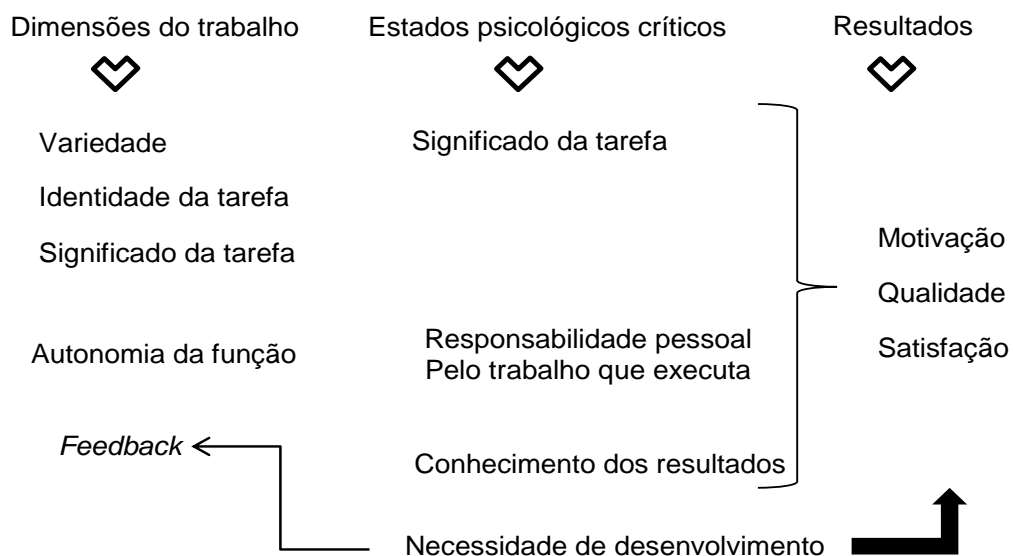 Dimensões do trabalho
Estados psicológicos críticos
Resultados
Variedade
Significado da tarefa
Identidade da tarefa
Significado da tarefa
Motivação
Qualidade
Responsabilidade pessoal
Pelo trabalho que executa
Autonomia da função
Satisfação
Feedback
Conhecimento dos resultados
Necessidade de desenvolvimento